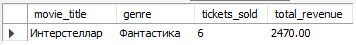 movie_title genre tickets_sold total_revenue
Интерстеллар Фантастика 6 2470.00